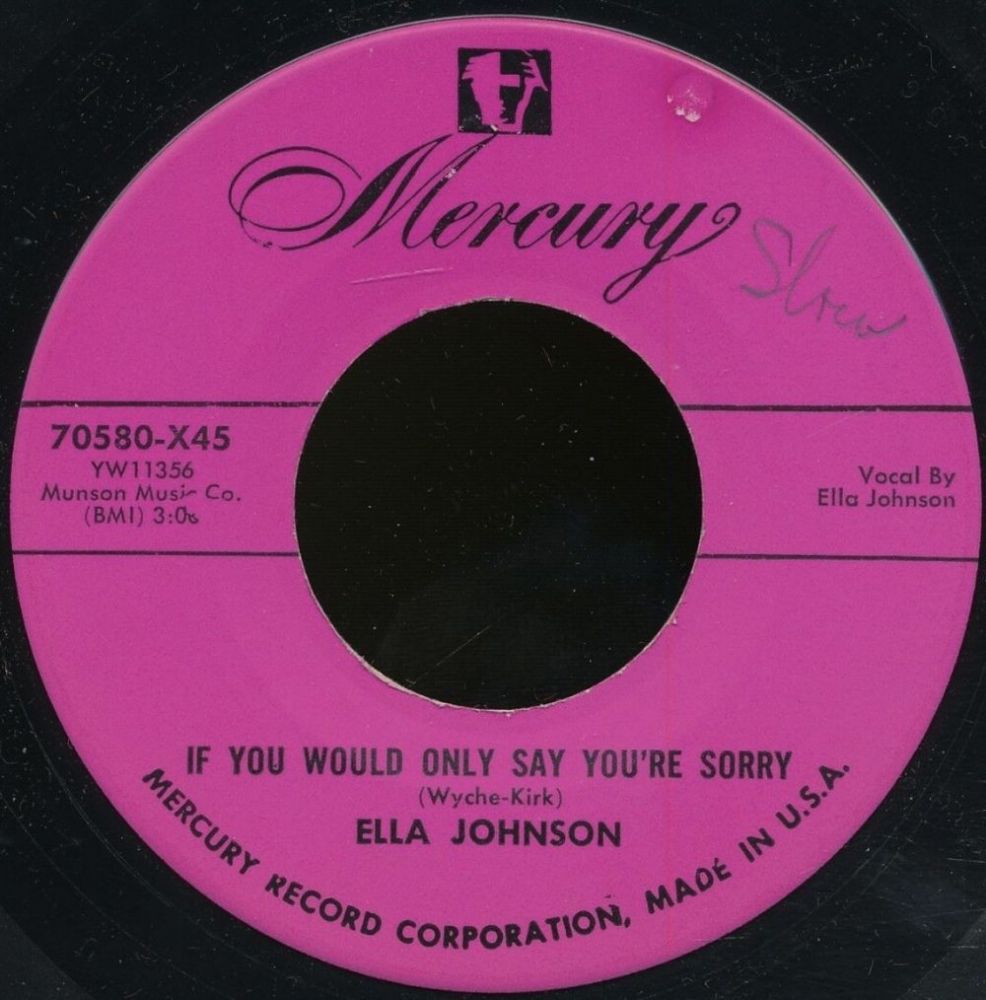 Mercury
Slow
70580-X45
YW11356
Munson Music Co.
(BMI) 3:06
Vocal By
Ella Johnson
IF YOU WOULD ONLY SAY YOU'RE SORRY
(Wyche-Kirk)
ELLA JOHNSON
MERCURY RECORD CORPORATION, MADE IN U.S.A.